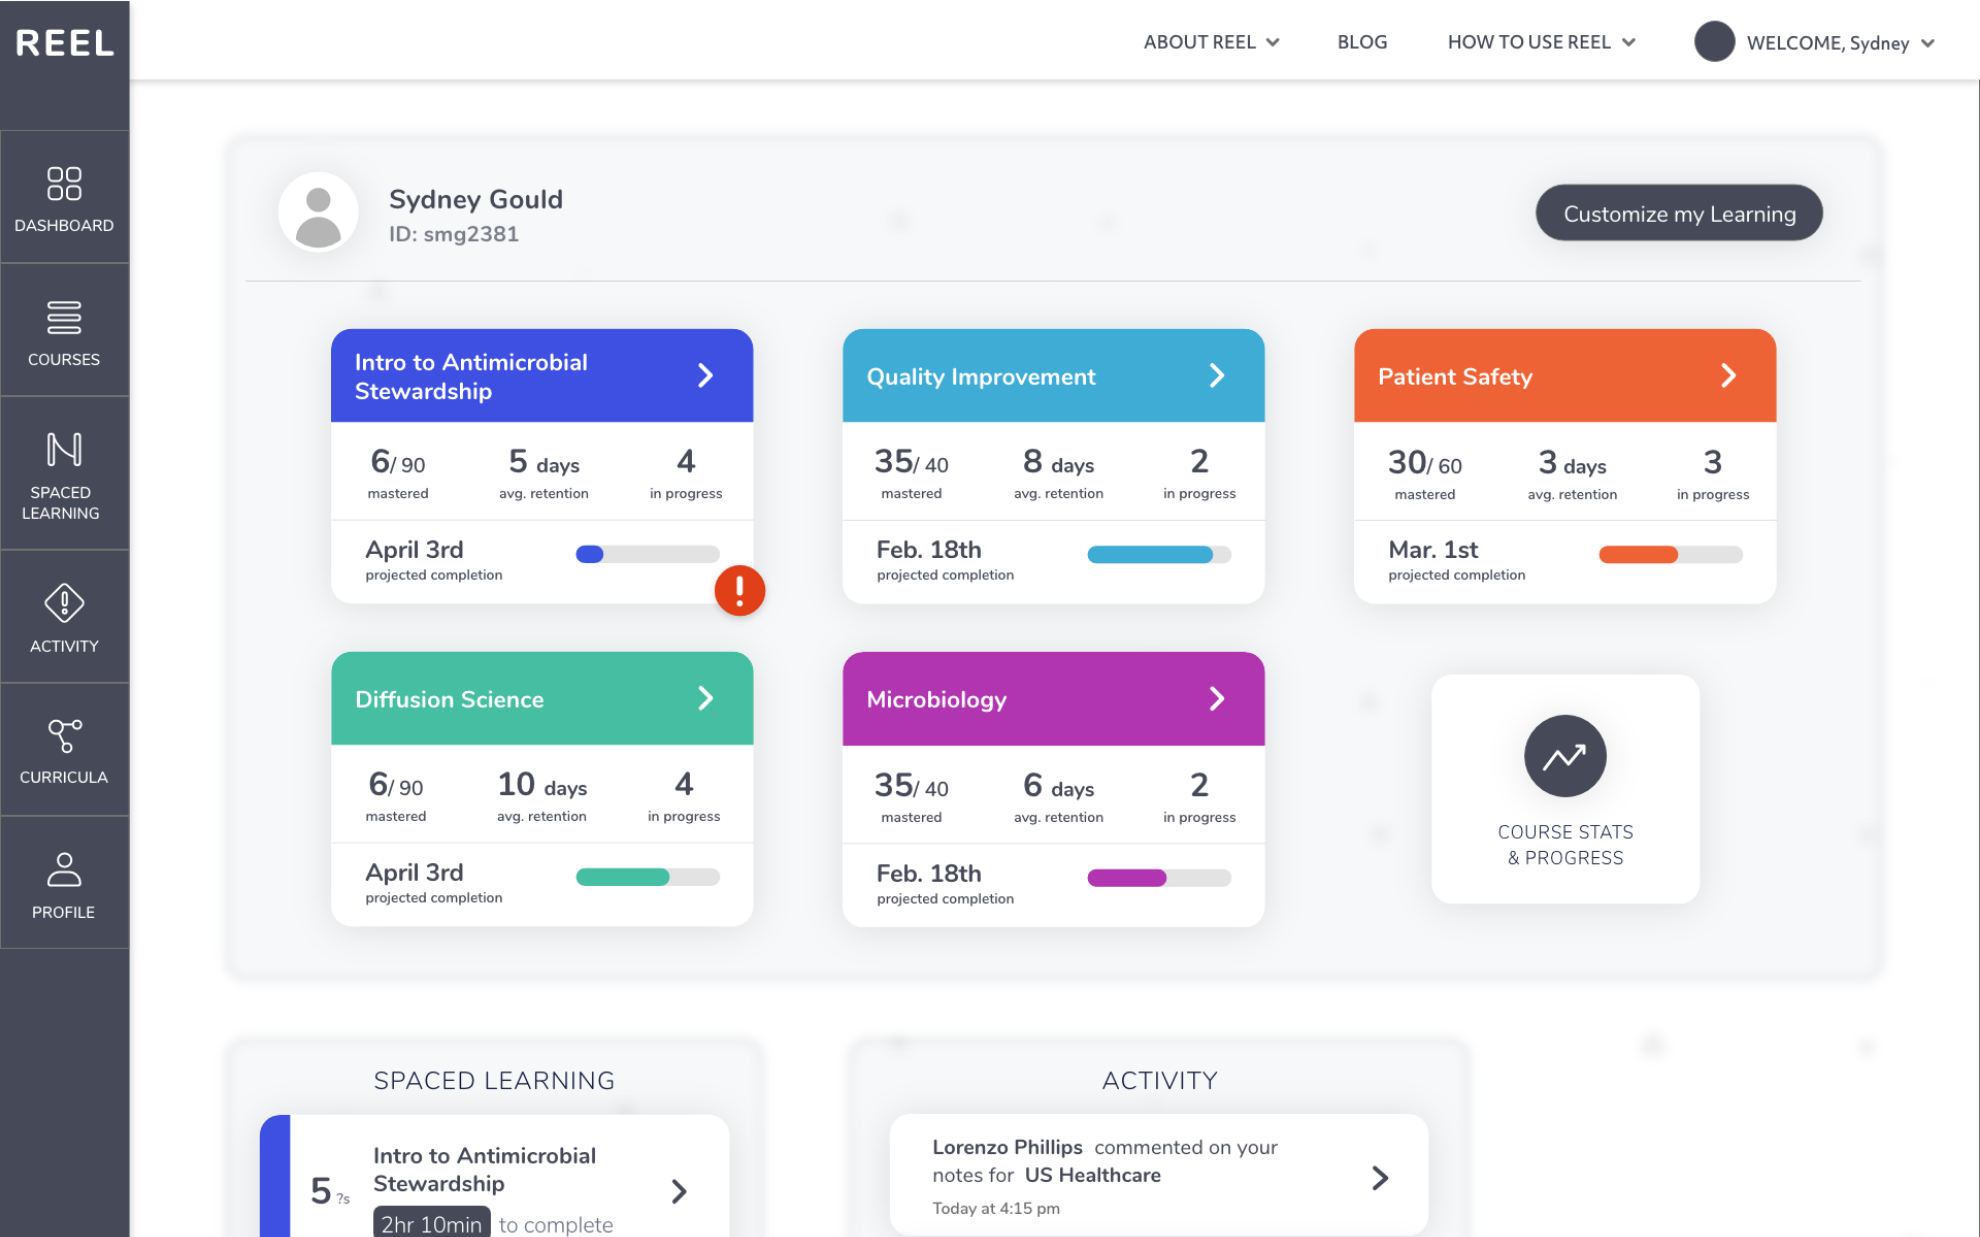 REEL
ABOUT REEL
BLOG
HOW TO USE REEL
WELCOME, Sydney
DASHBOARD
COURSES
SPACED
LEARNING
ACTIVITY
CURRICULA
PROFILE
Sydney Gould
ID: smg2381
Customize my Learning
Intro to Antimicrobial
Stewardship
6/ 90
mastered
5 days
avg. retention
4
in progress
April 3rd
projected completion
!
Quality Improvement
35/ 40
mastered
8 days
avg. retention
2
in progress
Feb. 18th
projected completion
Patient Safety
30/ 60
mastered
3 days
avg. retention
3
in progress
Mar. 1st
projected completion
Diffusion Science
6/ 90
mastered
10 days
avg. retention
4
in progress
April 3rd
projected completion
Microbiology
35/ 40
mastered
6 days
avg. retention
2
in progress
Feb. 18th
projected completion
COURSE STATS
& PROGRESS
SPACED LEARNING
5 ?s
Intro to Antimicrobial
Stewardship
2hr 10min to complete
ACTIVITY
Lorenzo Phillips commented on your
notes for US Healthcare
Today at 4:15 pm